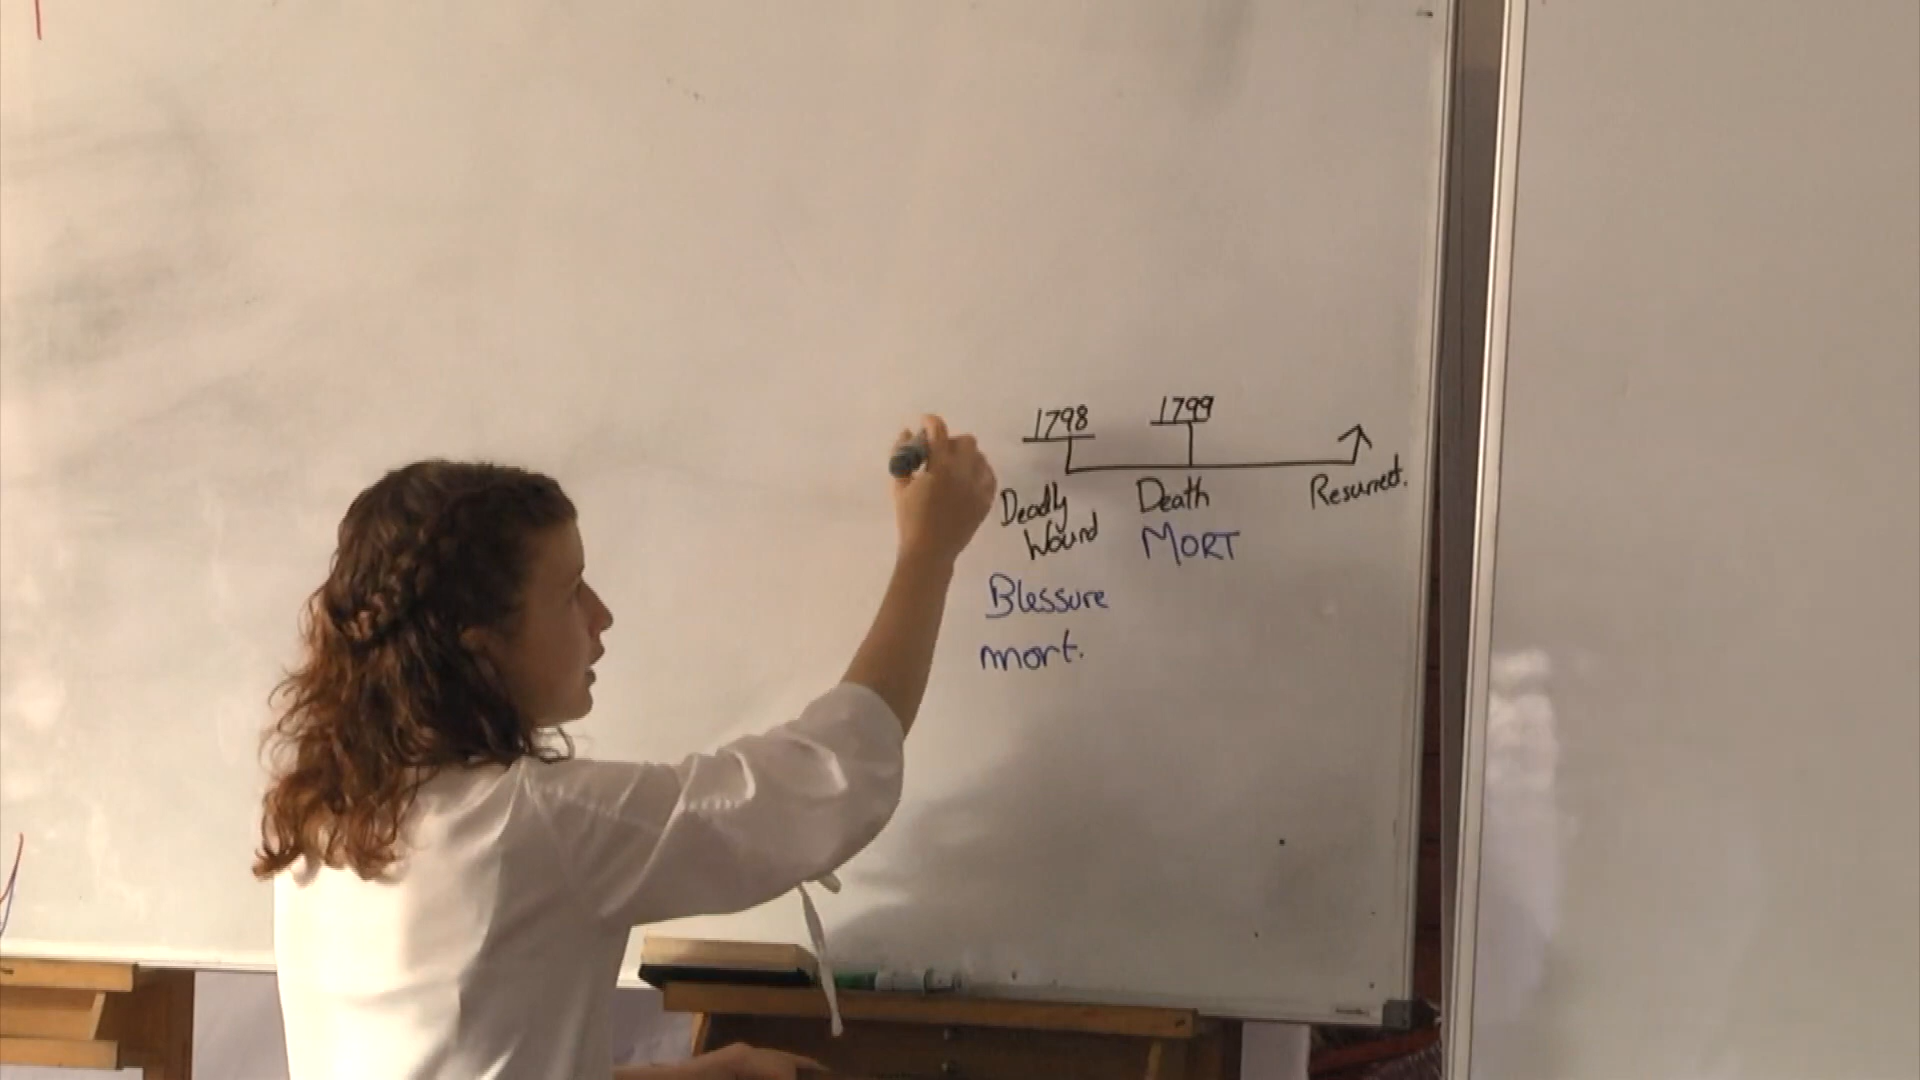 1798
1799
Deadly
Wound
Death
Resurrect.
MORT
Blessure
mort.